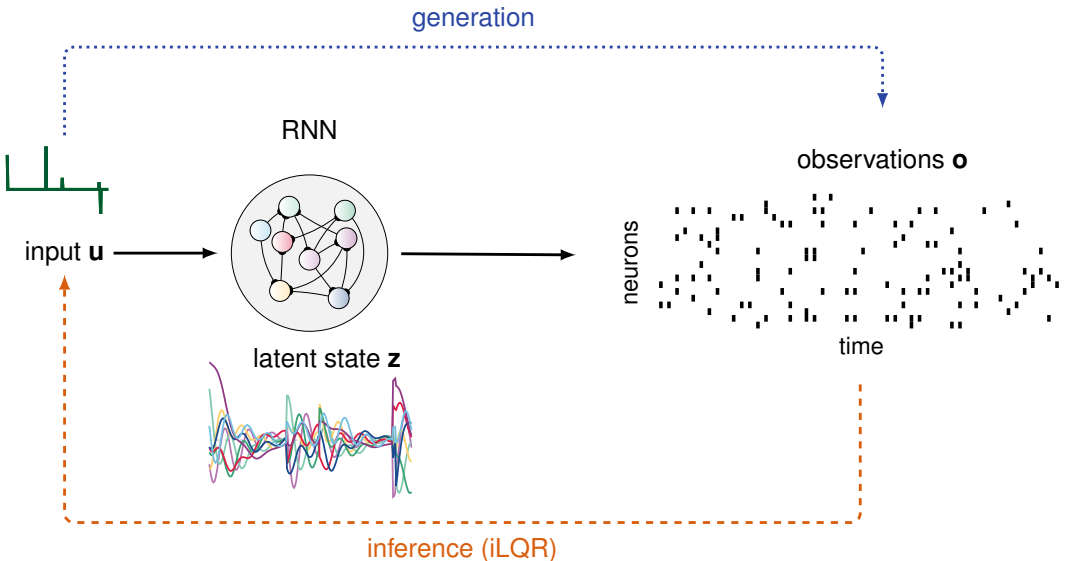 generation
RNN
observations o
input u
neurons
time
latent state z
inference (iLQR)